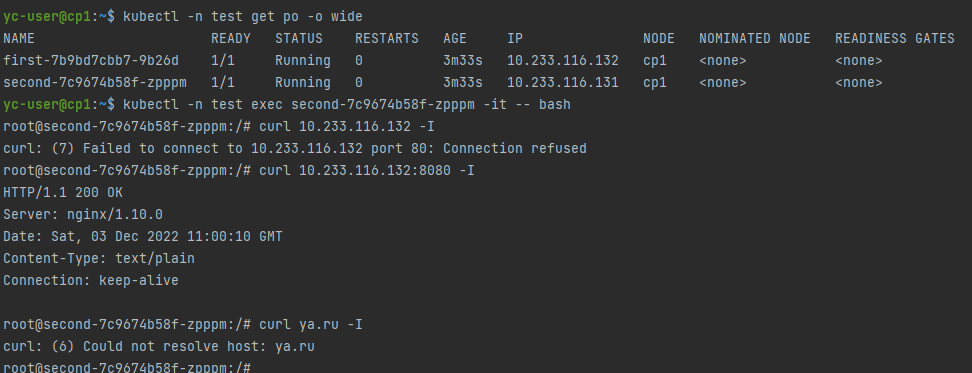 yc-user@cp1:~$ kubectl -n test get po -o wide
NAME                      READY   STATUS    RESTARTS   AGE     IP               NODE   NOMINATED NODE   READINESS GATES
first-7b9bd7cbb7-9b26d    1/1     Running   0          3m33s   10.233.116.132   cp1    <none>           <none>
second-7c9674b58f-zpppm   1/1     Running   0          3m33s   10.233.116.131   cp1    <none>           <none>
yc-user@cp1:~$ kubectl -n test exec second-7c9674b58f-zpppm -it -- bash
root@second-7c9674b58f-zpppm:/# curl 10.233.116.132 -I
curl: (7) Failed to connect to 10.233.116.132 port 80: Connection refused
root@second-7c9674b58f-zpppm:/# curl 10.233.116.132:8080 -I
HTTP/1.1 200 OK
Server: nginx/1.10.0
Date: Sat, 03 Dec 2022 11:00:10 GMT
Content-Type: text/plain
Connection: keep-alive
root@second-7c9674b58f-zpppm:/# curl ya.ru -I
curl: (6) Could not resolve host: ya.ru
root@second-7c9674b58f-zpppm:/#